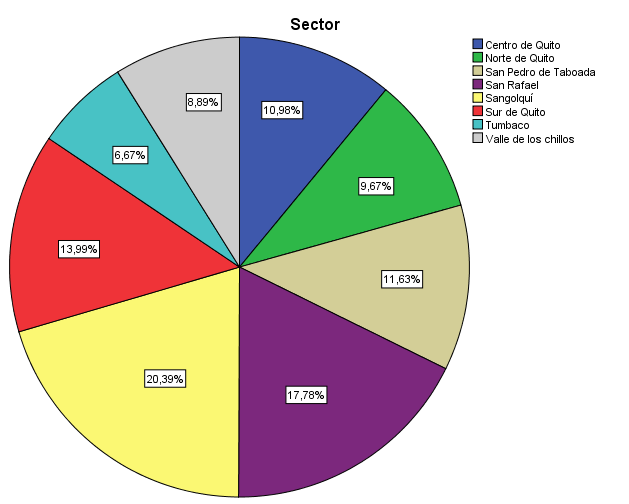 Sector
Centro de Quito
Norte de Quito
San Pedro de Taboada
San Rafael
Sangolquí
Sur de Quito
Tumbaco
Valle de los chillos
8,89%
10,98%
6,67%
9,67%
13,99%
11,63%
20,39%
17,78%